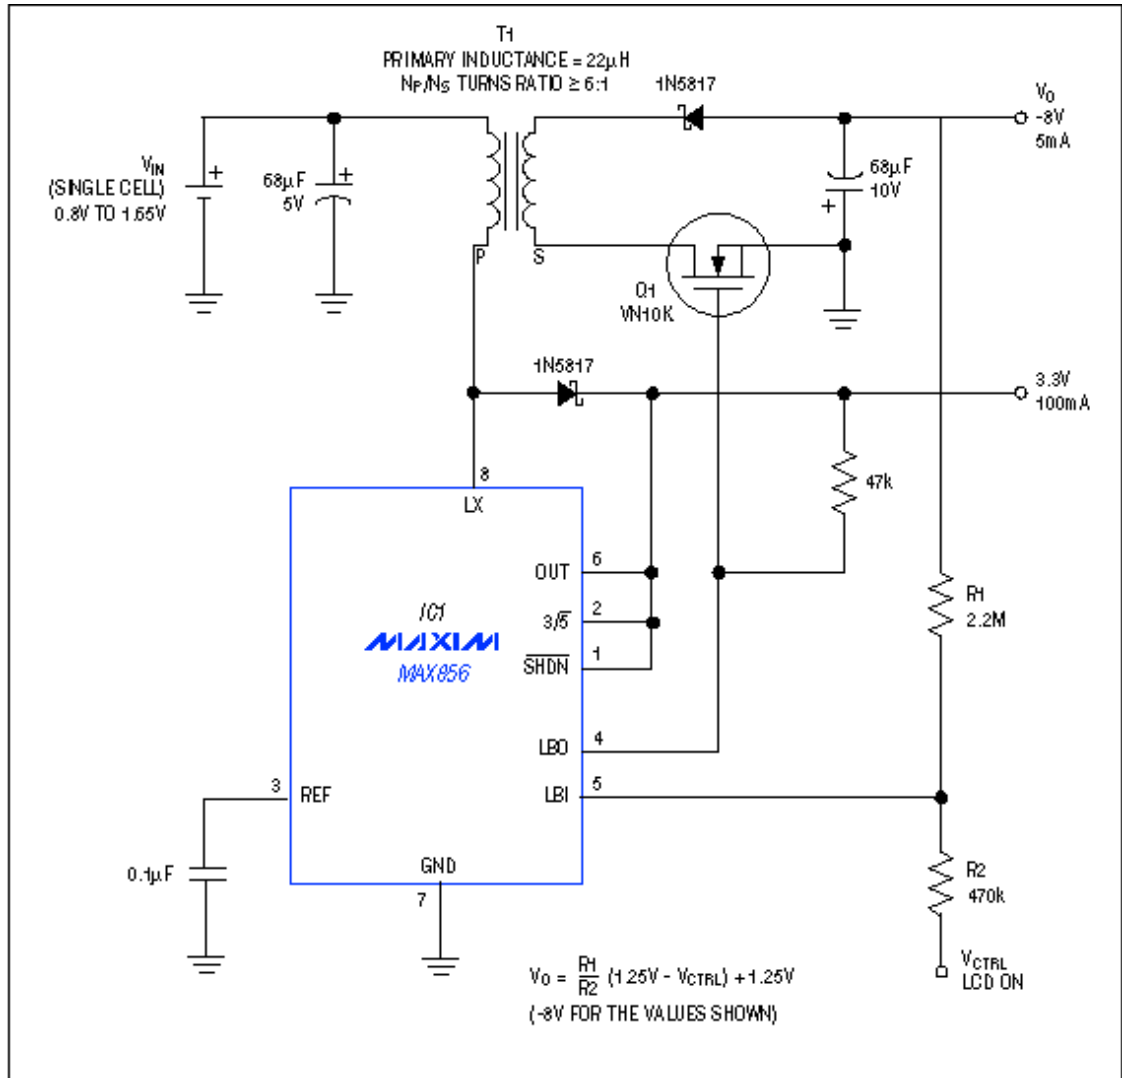 T1
PRIMARY INDUCTANCE = 22µH
NP/NS TURNS RATIO ≥ 6:1
1N5817
VO
-8V
5mA
VIN
(SINGLE CELL)
0.8V TO 1.65V
+
68µF
5V
+
68µF
10V
+
P
S
Q1
VN10K
1N5817
3.3V
100mA
8
LX
47k
OUT
6
3/5̅
2
S̅H̅D̅N̅
1
IC1
MAXIM
MAX856
R1
2.2M
LBO
4
3
REF
LBI
5
0.1µF
GND
7
R2
470k
VCTRL
LCD ON
VO = R1/R2 (1.25V - VCTRL) + 1.25V
(-8V FOR THE VALUES SHOWN)